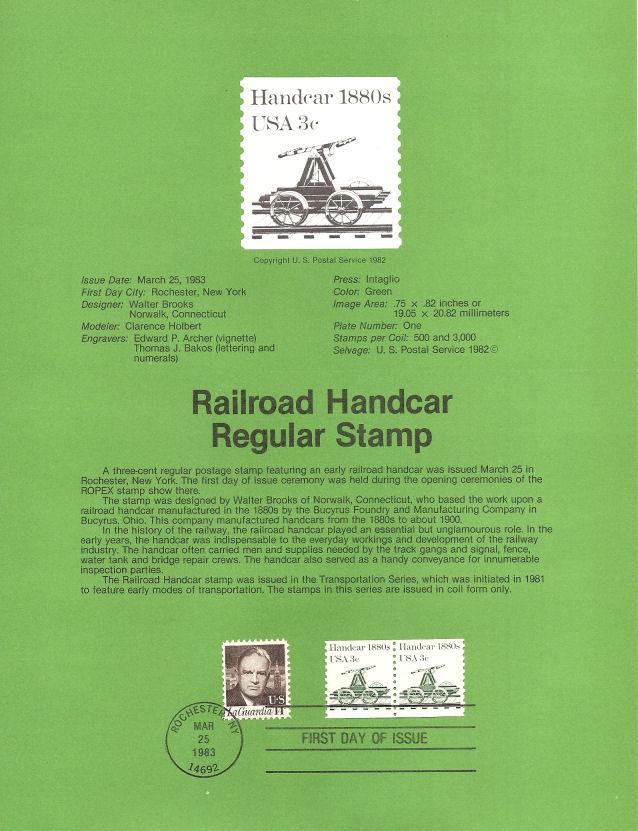 Handcar 1880s
USA 3c
Copyright U. S. Postal Service 1982
Issue Date: March 25, 1983
First Day City: Rochester, New York
Designer: Walter Brooks
Norwalk, Connecticut
Modeler: Clarence Holbert
Engravers: Edward P. Archer (vignette)
Thomas J. Bakos (lettering and
numerals)
Press: Intaglio
Color: Green
Image Area: .75 × .82 inches or
19.05 × 20.82 millimeters
Plate Number: One
Stamps per Coil: 500 and 3,000
Selvage: U. S. Postal Service 1982©
Railroad Handcar
Regular Stamp
A three-cent regular postage stamp featuring an early railroad handcar was issued March 25 in
Rochester, New York. The first day of issue ceremony was held during the opening ceremonies of the
ROPEX stamp show there.
The stamp was designed by Walter Brooks of Norwalk, Connecticut, who based the work upon a
railroad handcar manufactured in the 1880s by the Bucyrus Foundry and Manufacturing Company in
Bucyrus, Ohio. This company manufactured handcars from the 1880s to about 1900.
In the history of the railway, the railroad handcar played an essential but unglamourous role. In the
early years, the handcar was indispensable to the everyday workings and development of the railway
industry. The handcar often carried men and supplies needed by the track gangs and signal, fence,
water tank and bridge repair crews. The handcar also served as a handy conveyance for innumerable
inspection parties.
The Railroad Handcar stamp was issued in the Transportation Series, which was initiated in 1981
to feature early modes of transportation. The stamps in this series are issued in coil form only.
US
LaGuardia 14
Handcar 1880s
USA 3c
Handcar 1880s
USA 3c
ROCHESTER, NY
MAR
25
1983
14692
FIRST DAY OF ISSUE